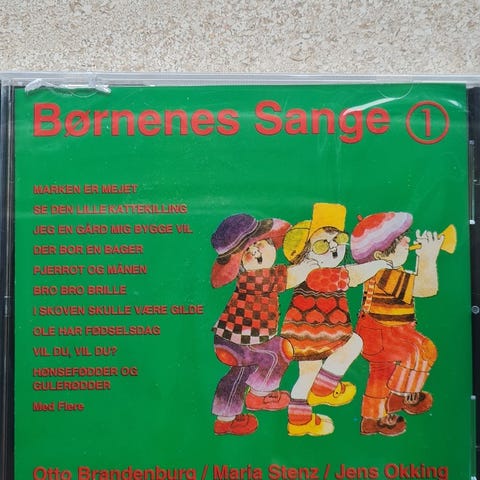 Børnenes Sange 1
MARKEN ER MEJET
SE DEN LILLE KATTEKILLING
JEG EN GÅRD MIG BYGGE VIL
DER BOR EN BAGER
PJERROT OG MÅNEN
BRO BRO BRILLE
I SKOVEN SKULLE VÆRE GILDE
OLE HAR FØDSELSDAG
VIL DU, VIL DU?
HØNSEFØDDER OG
GULERØDDER
Med Flere
Otto Brandenburg / Maria Stenz / Jens Okking